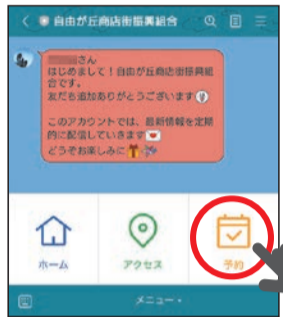 自由が丘商店街振興組合
さん
はじめまして！自由が丘商店街振興組
合です。
友だち追加ありがとうございます
このアカウントでは、最新情報を定期
的に配信していきます
どうぞお楽しみに
ホーム
アクセス
予約
メニュー